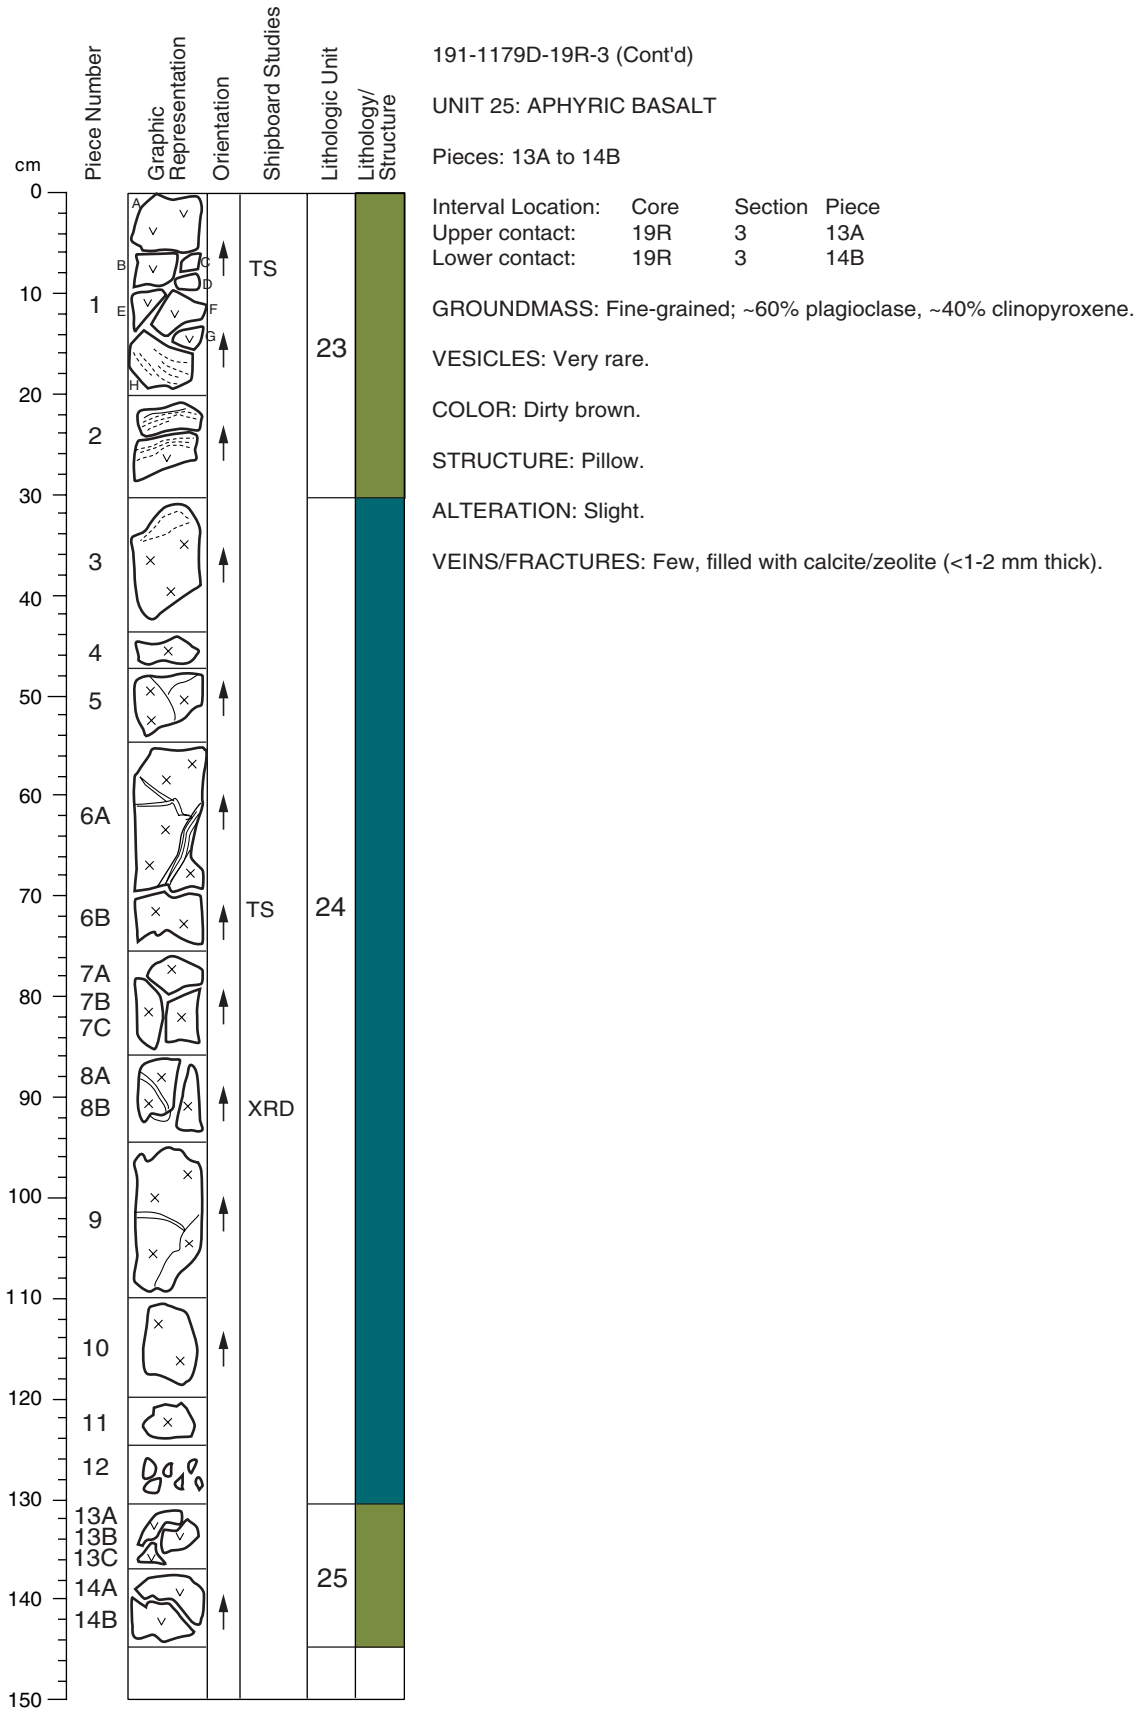 cm
Piece Number
Graphic
Representation
Orientation
Shipboard Studies
Lithologic Unit
Lithology/
Structure
191-1179D-19R-3 (Cont'd)
UNIT 25: APHYRIC BASALT
Pieces: 13A to 14B
Interval Location: Core Section Piece
Upper contact: 19R 3 13A
Lower contact: 19R 3 14B
GROUNDMASS: Fine-grained; ~60% plagioclase, ~40% clinopyroxene.
VESICLES: Very rare.
COLOR: Dirty brown.
STRUCTURE: Pillow.
ALTERATION: Slight.
VEINS/FRACTURES: Few, filled with calcite/zeolite (<1-2 mm thick).
0
10
20
30
40
50
60
70
80
90
100
110
120
130
140
150
1
2
3
4
5
6A
6B
7A
7B
7C
8A
8B
9
10
11
12
13A
13B
13C
14A
14B
A
B
C
D
E
F
G
H
TS
TS
XRD
23
24
25